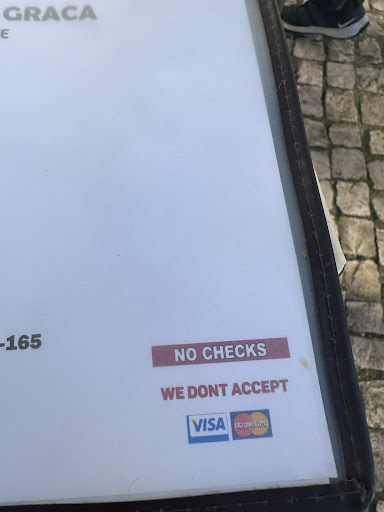 GRACA
E
-165
NO CHECKS
WE DONT ACCEPT
VISA MasterCard